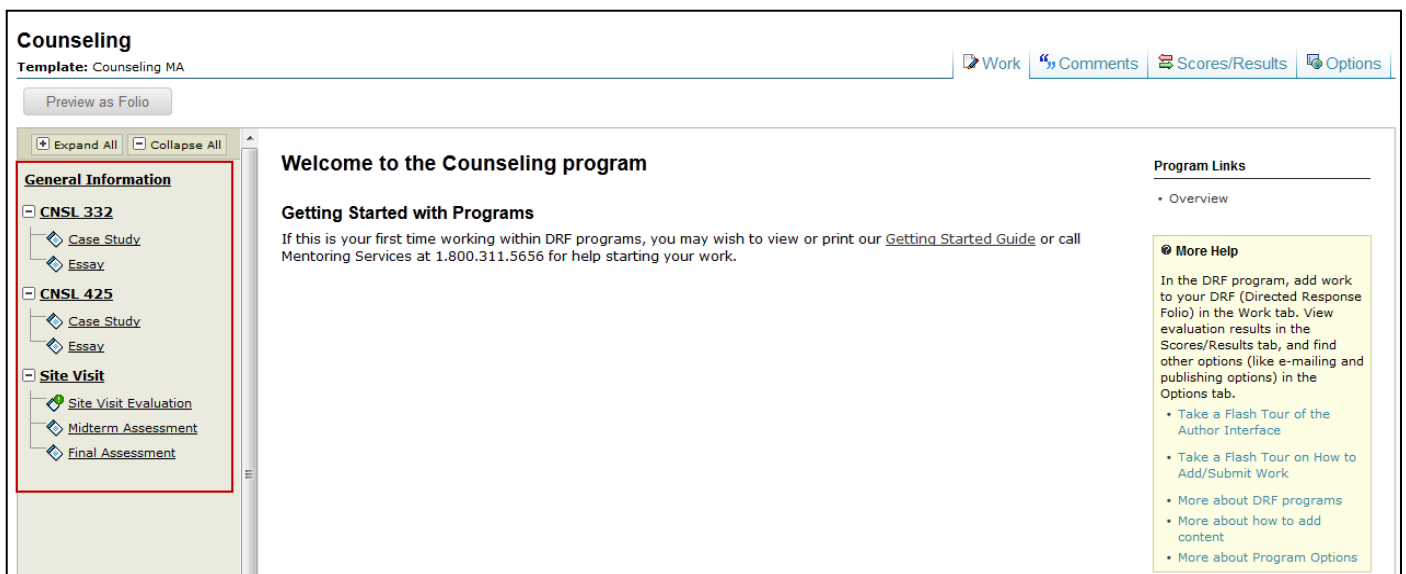 Counseling
Template: Counseling MA
Work
Comments
Scores/Results
Options
Preview as Folio
Expand All
Collapse All
General Information
CNSL 332
Case Study
Essay
CNSL 425
Case Study
Essay
Site Visit
Site Visit Evaluation
Midterm Assessment
Final Assessment
Welcome to the Counseling program
Getting Started with Programs
If this is your first time working within DRF programs, you may wish to view or print our Getting Started Guide or call
Mentoring Services at 1.800.311.5656 for help starting your work.
Program Links
• Overview
More Help
In the DRF program, add work
to your DRF (Directed Response
Folio) in the Work tab. View
evaluation results in the
Scores/Results tab, and find
other options (like e-mailing and
publishing options) in the
Options tab.
• Take a Flash Tour of the
Author Interface
• Take a Flash Tour on How to
Add/Submit Work
• More about DRF programs
• More about how to add
content
• More about Program Options